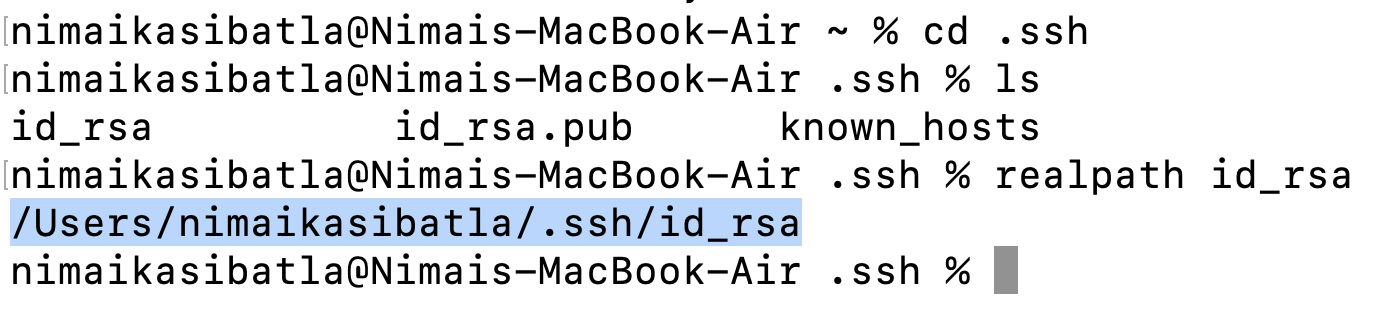 nimaikasibatla@Nimais-MacBook-Air ~ % cd .ssh
nimaikasibatla@Nimais-MacBook-Air .ssh % ls
id_rsa id_rsa.pub known_hosts
nimaikasibatla@Nimais-MacBook-Air .ssh % realpath id_rsa
/Users/nimaikasibatla/.ssh/id_rsa
nimaikasibatla@Nimais-MacBook-Air .ssh %